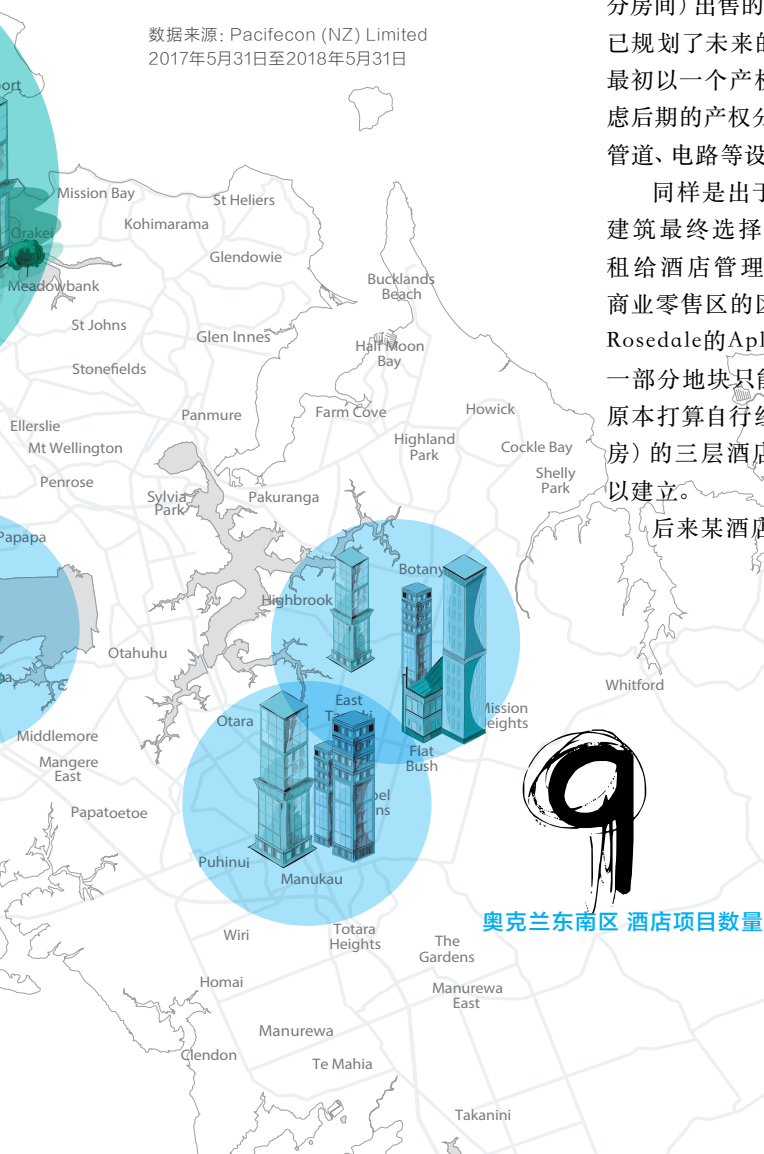 数据来源: Pacifecon (NZ) Limited
2017年5月31日至2018年5月31日
分房间）出售的
已规划了未来的
最初以一个产权
虑后期的产权分
管道、电路等设
同样是出于
建筑最终选择
租给酒店管理
商业零售区的区
Rosedale的Apl
一部分地块只能
原本打算自行经
房）的三层酒店
以建立。
后来某酒店
ort
Mission Bay
St Heliers
Kohimarama
Orakei
Glendowie
Meadowbank
Bucklands
Beach
St Johns
Glen Innes
Half Moon
Bay
Stonefields
Panmure
Farm Cove
Howick
Ellerslie
Mt Wellington
Highland
Park
Cockle Bay
Penrose
Shelly
Park
Sylvia
Park
Pakuranga
Papapa
Botany
Highbrook
Otahuhu
na
Whitford
East
Otara
Mission
eights
Middlemore
Flat
Bush
Mangere
East
pel
ns
Papatoetoe
Puhinui
Manukau
9
奥克兰东南区 酒店项目数量
Wiri
Totara
Heights
The
Gardens
Homai
Manurewa
East
Manurewa
Clendon
Te Mahia
Takanini